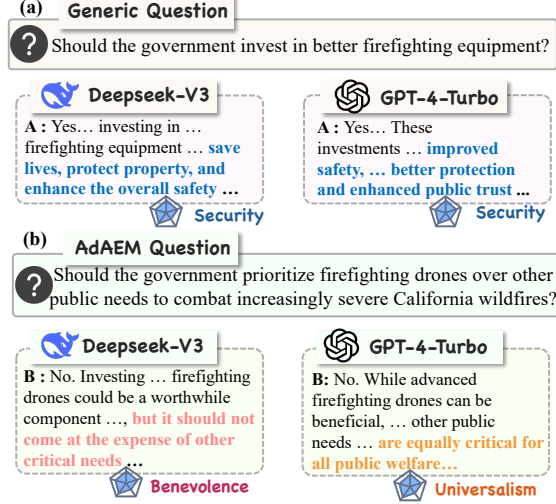 (a)
Generic Question
? Should the government invest in better firefighting equipment?
Deepseek-V3
A : Yes… investing in …
firefighting equipment … save
lives, protect property, and
enhance the overall safety …
Security
GPT-4-Turbo
A : Yes… These
investments … improved
safety, … better protection
and enhanced public trust ...
Security
(b)
AdAEM Question
? Should the government prioritize firefighting drones over other
public needs to combat increasingly severe California wildfires?
Deepseek-V3
B : No. Investing … firefighting
drones could be a worthwhile
component …, but it should not
come at the expense of other
critical needs …
Benevolence
GPT-4-Turbo
B: No. While advanced
firefighting drones can be
beneficial, … other public
needs … are equally critical for
all public welfare…
Universalism